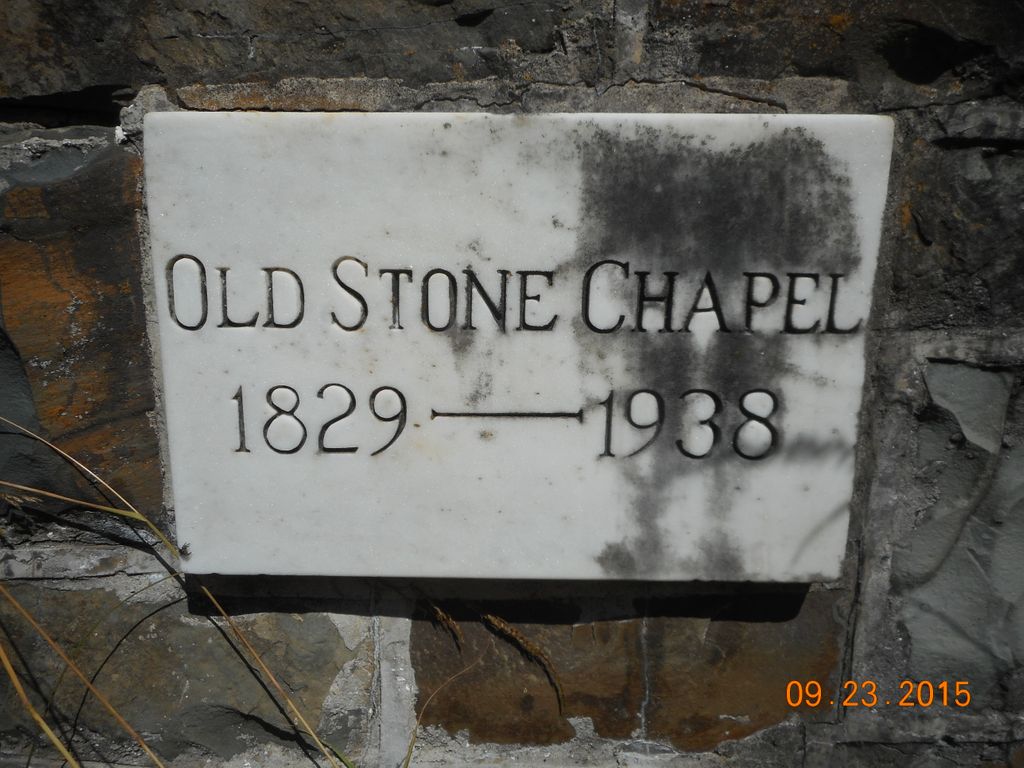 OLD STONE CHAPEL
1829 — 1938
09.23.2015